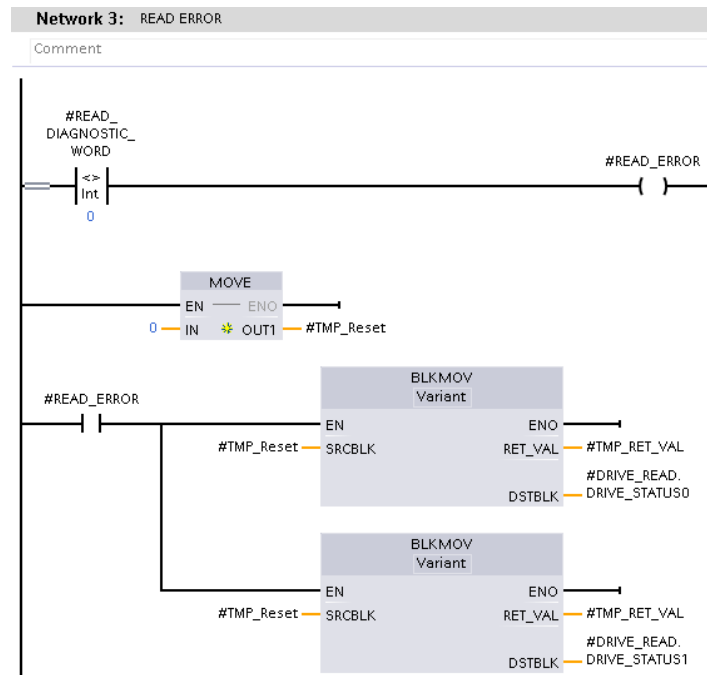 Network 3: READ ERROR
Comment
#READ_
DIAGNOSTIC_
WORD
<>
Int
0
#READ_ERROR
MOVE
EN ENO
0 IN OUT1 #TMP_Reset
#READ_ERROR
BLKMOV
Variant
EN ENO
#TMP_Reset SRCBLK RET_VAL #TMP_RET_VAL
#DRIVE_READ.
DSTBLK DRIVE_STATUS0
BLKMOV
Variant
EN ENO
#TMP_Reset SRCBLK RET_VAL #TMP_RET_VAL
#DRIVE_READ.
DSTBLK DRIVE_STATUS1